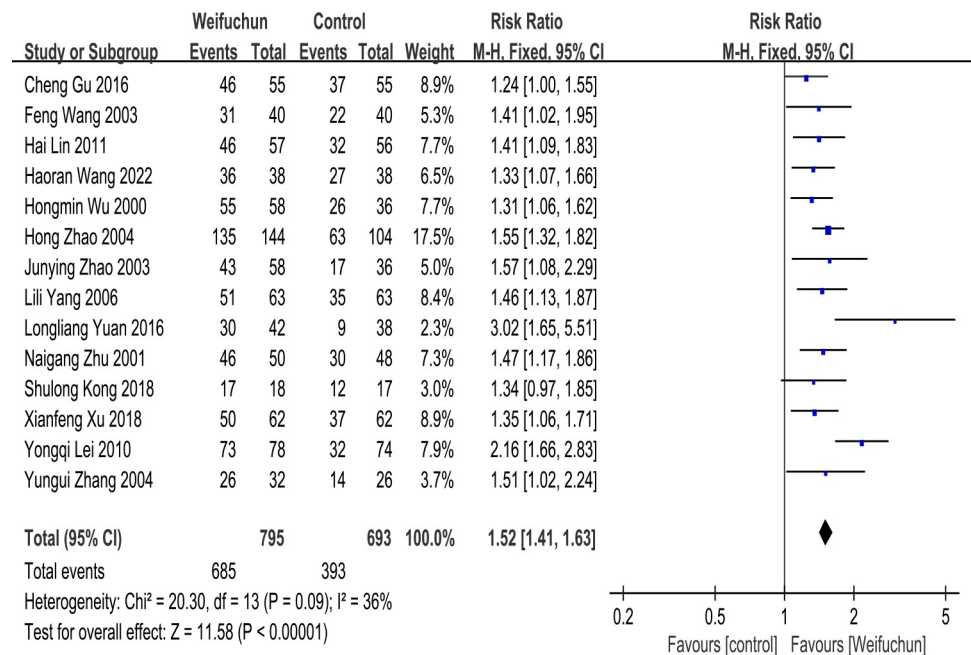 Weifuchun Control Risk Ratio Risk Ratio
Study or Subgroup Events Total Events Total Weight M-H, Fixed, 95% CI M-H, Fixed, 95% CI
Cheng Gu 2016 46 55 37 55 8.9% 1.24 [1.00, 1.55]
Feng Wang 2003 31 40 22 40 5.3% 1.41 [1.02, 1.95]
Hai Lin 2011 46 57 32 56 7.7% 1.41 [1.09, 1.83]
Haoran Wang 2022 36 38 27 38 6.5% 1.33 [1.07, 1.66]
Hongmin Wu 2000 55 58 26 36 7.7% 1.31 [1.06, 1.62]
Hong Zhao 2004 135 144 63 104 17.5% 1.55 [1.32, 1.82]
Junying Zhao 2003 43 58 17 36 5.0% 1.57 [1.08, 2.29]
Lili Yang 2006 51 63 35 63 8.4% 1.46 [1.13, 1.87]
Longliang Yuan 2016 30 42 9 38 2.3% 3.02 [1.65, 5.51]
Naigang Zhu 2001 46 50 30 48 7.3% 1.47 [1.17, 1.86]
Shulong Kong 2018 17 18 12 17 3.0% 1.34 [0.97, 1.85]
Xianfeng Xu 2018 50 62 37 62 8.9% 1.35 [1.06, 1.71]
Yongqi Lei 2010 73 78 32 74 7.9% 2.16 [1.66, 2.83]
Yungui Zhang 2004 26 32 14 26 3.7% 1.51 [1.02, 2.24]
Total (95% CI) 795 693 100.0% 1.52 [1.41, 1.63]
Total events 685 393
Heterogeneity: Chi² = 20.30, df = 13 (P = 0.09); I² = 36%
Test for overall effect: Z = 11.58 (P < 0.00001)
0.2 0.5 1 2 5
Favours [control] Favours [Weifuchun]